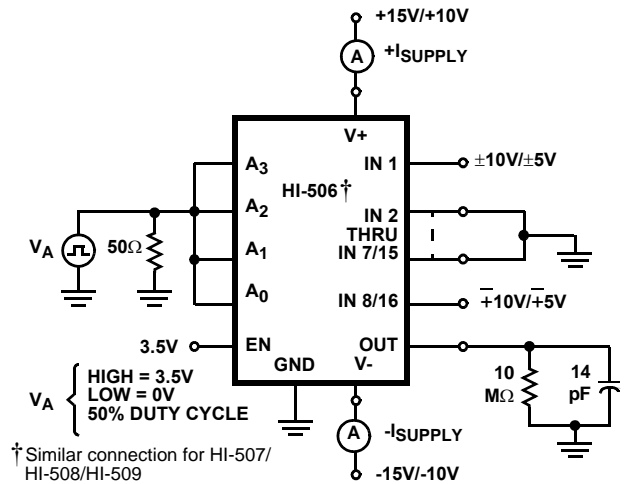 +15V/+10V
A
+ISUPPLY
V+
A3
IN 1
±10V/±5V
HI-506†
A2
IN 2
THRU
VA
50Ω
A1
IN 7/15
A0
IN 8/16
∓10V/∓5V
3.5V
EN
OUT
GND
V-
10
MΩ
14
pF
VA
HIGH = 3.5V
LOW = 0V
50% DUTY CYCLE
A
-ISUPPLY
† Similar connection for HI-507/
HI-508/HI-509
-15V/-10V